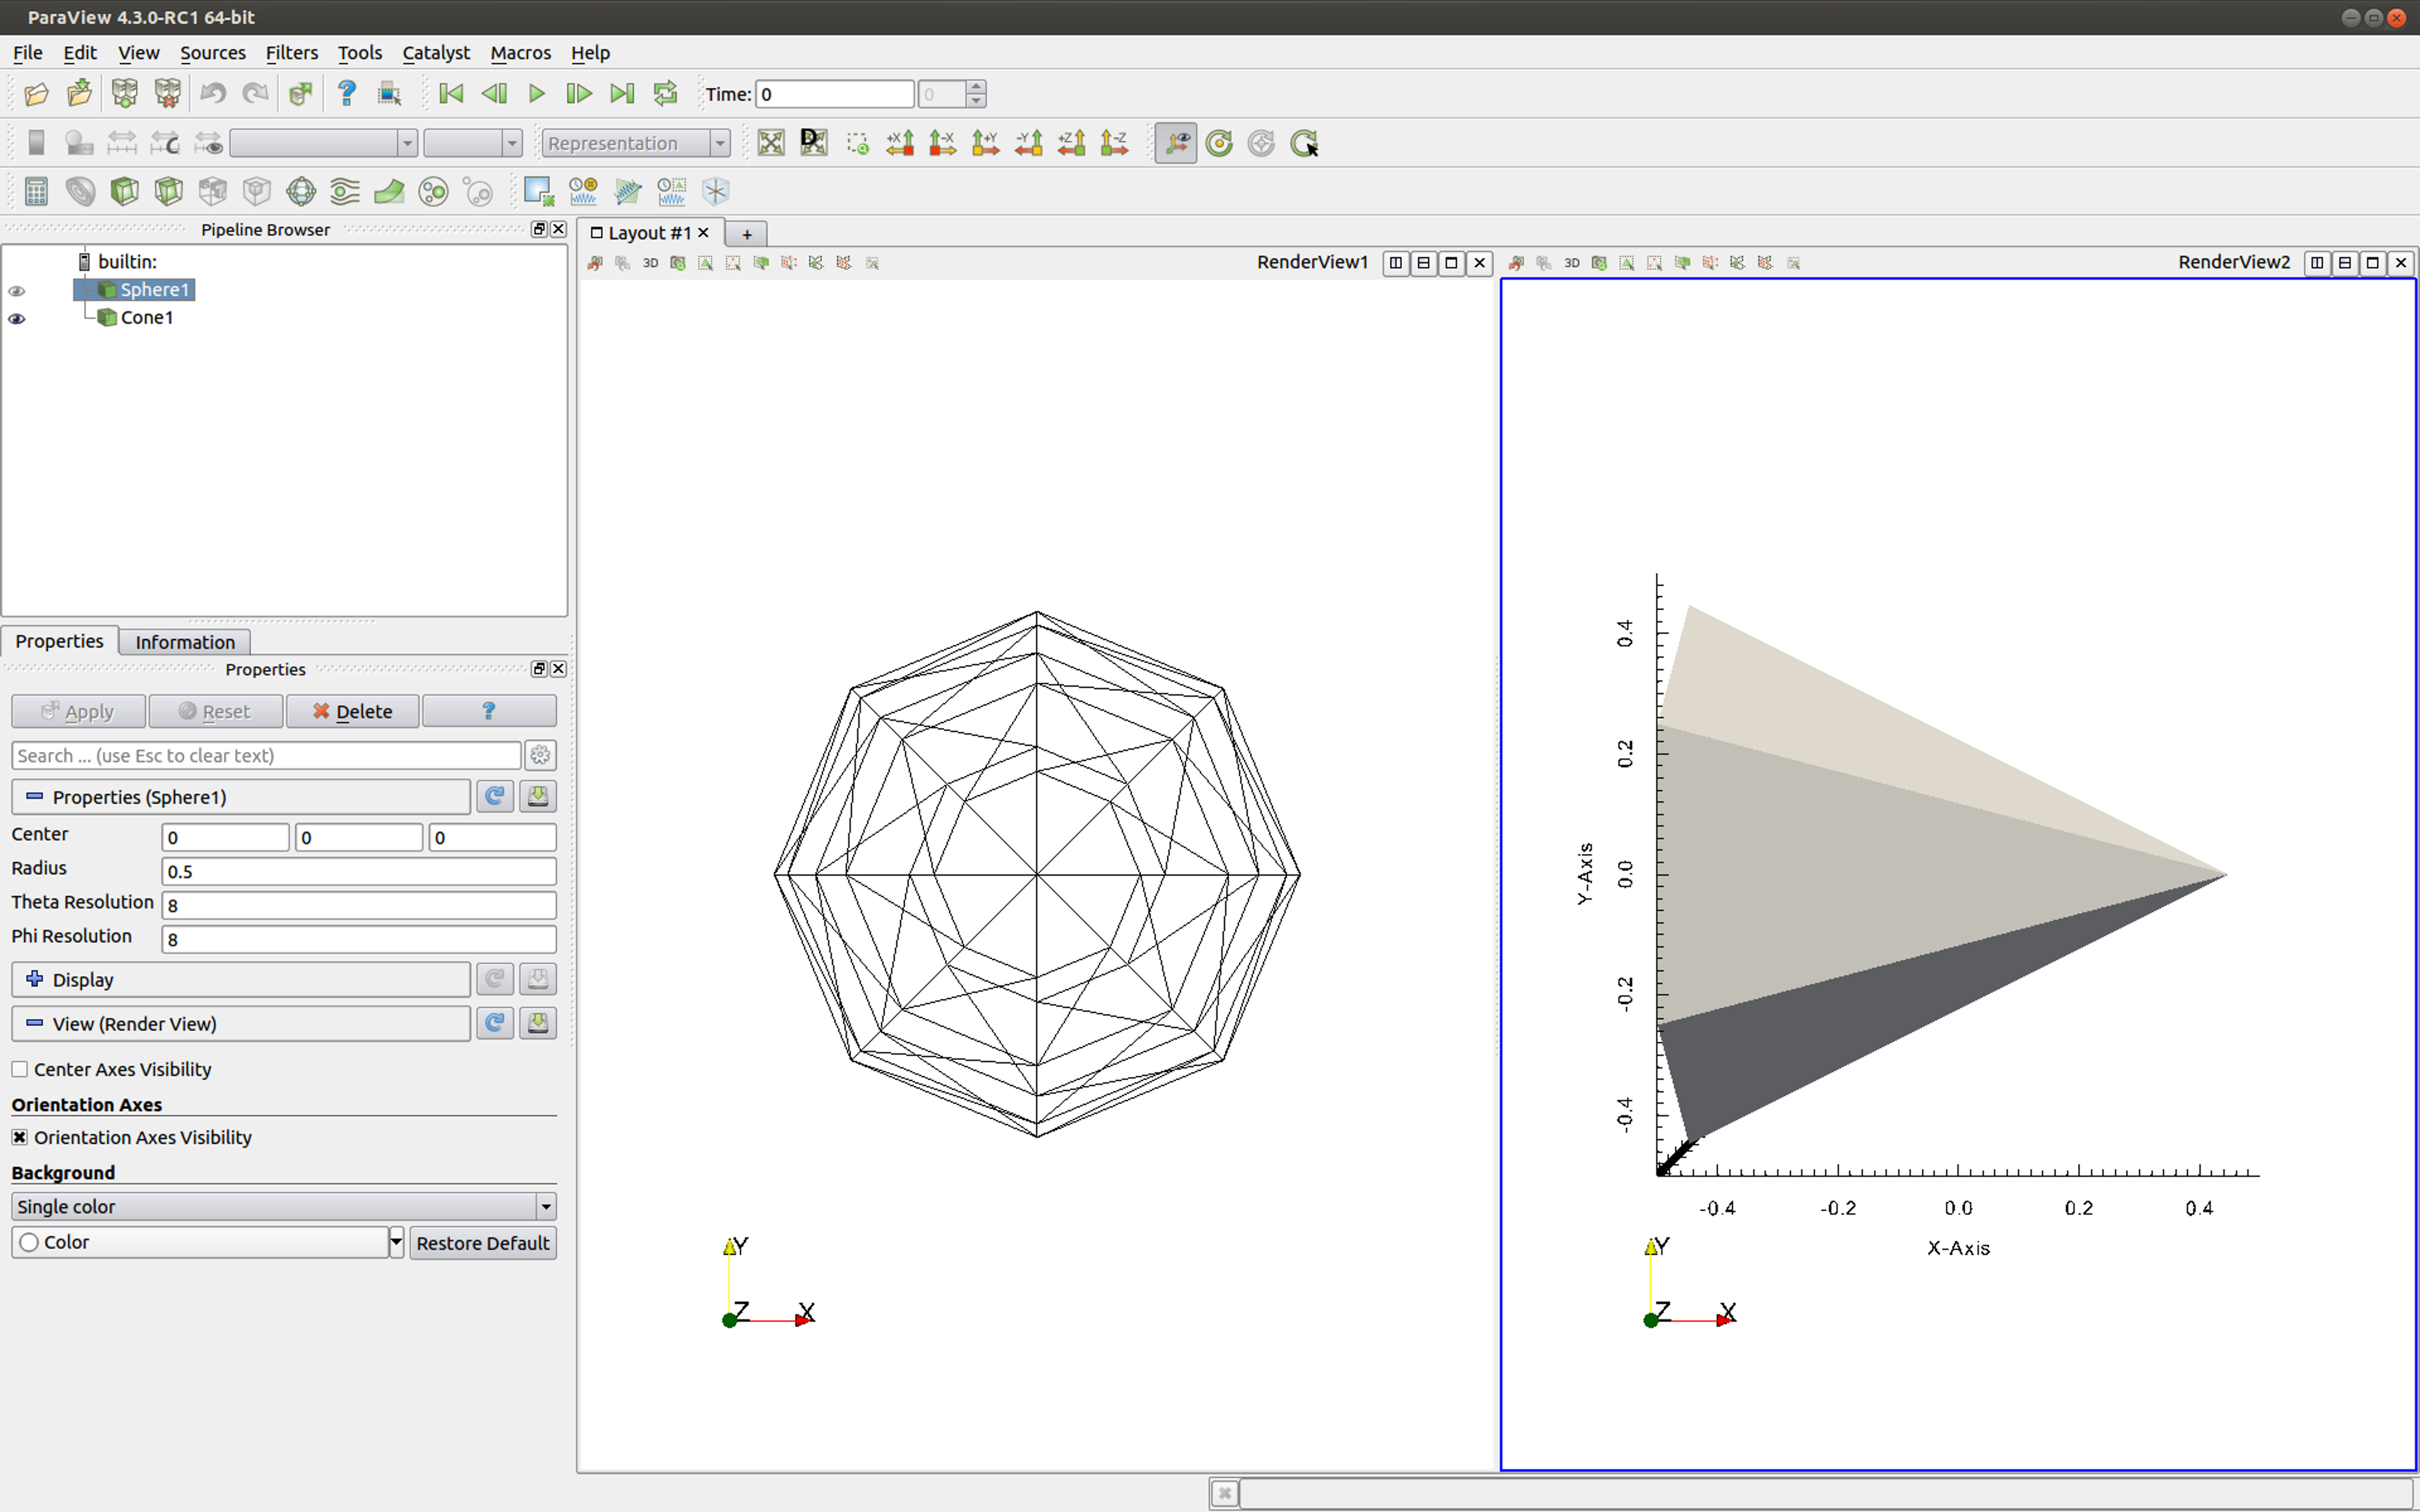 ParaView 4.3.0-RC1 64-bit
File Edit View Sources Filters Tools Catalyst Macros Help
Time: 0 0
Representation
+X -X +Y -Y +Z -Z
Pipeline Browser
builtin:
Sphere1
Cone1
Properties Information
Properties
Apply Reset Delete ?
Search ... (use Esc to clear text)
Properties (Sphere1)
Center 0 0 0
Radius 0.5
Theta Resolution 8
Phi Resolution 8
Display
View (Render View)
Center Axes Visibility
Orientation Axes
Orientation Axes Visibility
Background
Single color
Color Restore Default
Layout #1 +
3D RenderView1
Y
Z X
3D RenderView2
0.4
0.2
0.0
-0.2
-0.4
Y-Axis
-0.4 -0.2 0.0 0.2 0.4
X-Axis
Y
Z X